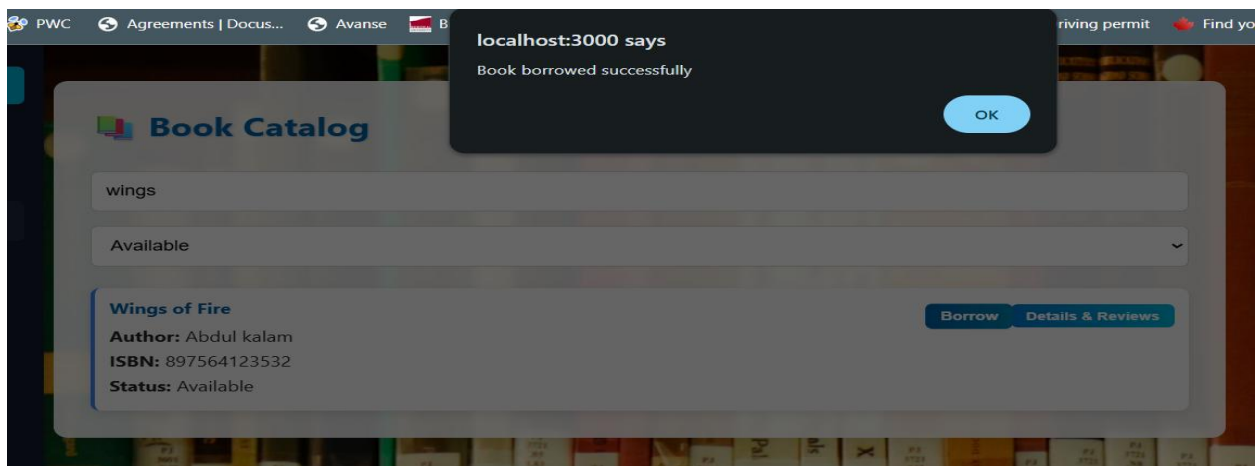 PWC Agreements | Docus... Avanse B riving permit Find yo
localhost:3000 says
Book borrowed successfully
OK
Book Catalog
wings
Available
Wings of Fire
Borrow Details & Reviews
Author: Abdul kalam
ISBN: 897564123532
Status: Available